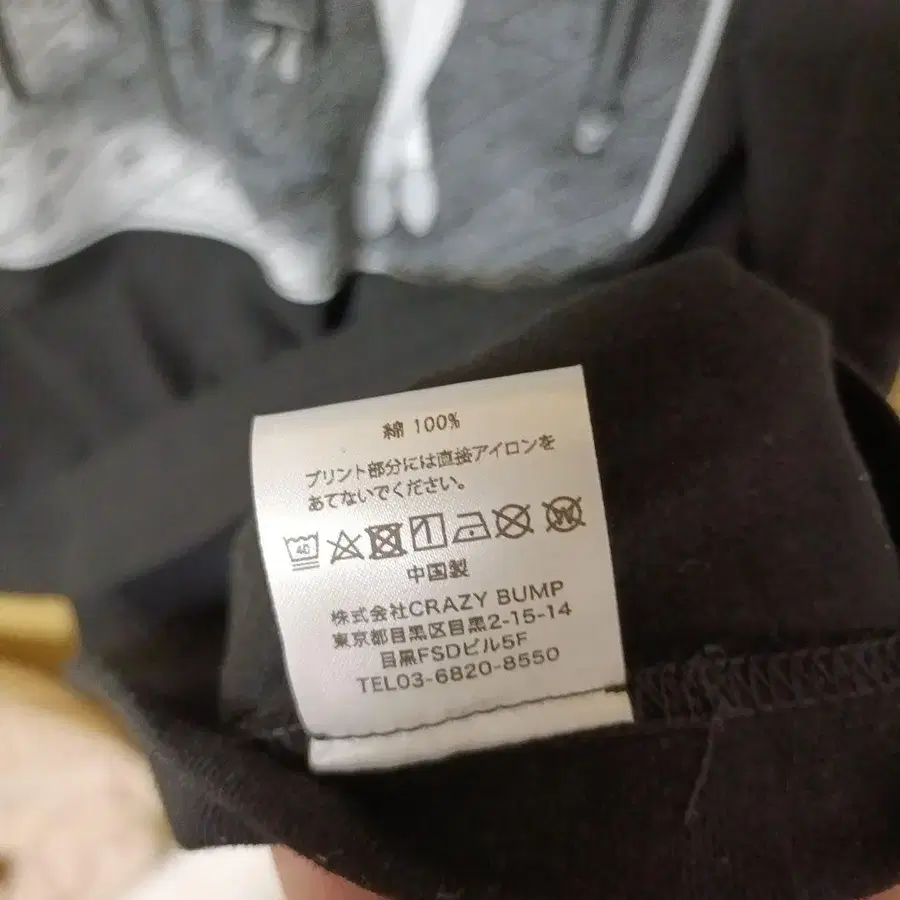 綿 100%
プリント部分には直接アイロンを
あてないでください。
40
中国製
株式会社CRAZY BUMP
東京都目黒区目黒2-15-14
目黒FSDビル5F
TEL03-6820-8550